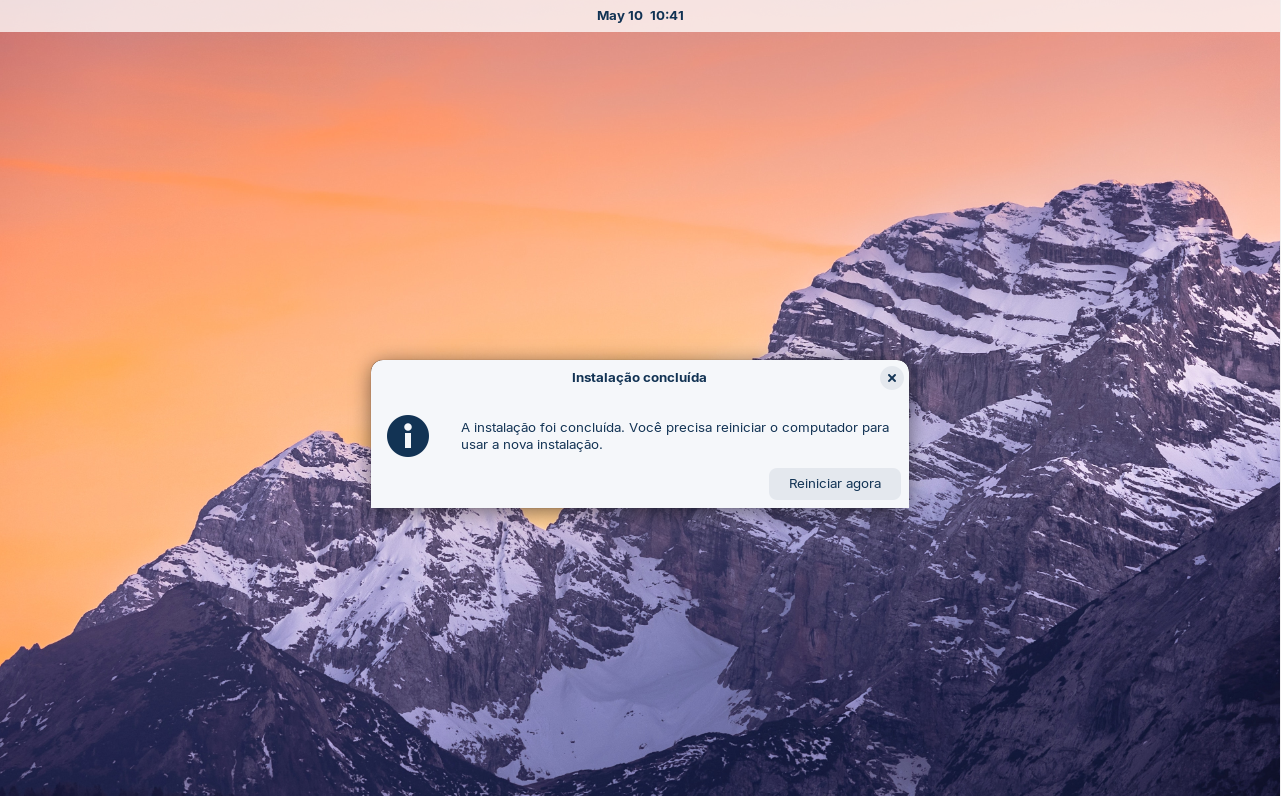 May 10  10:41
Instalação concluída
A instalação foi concluída. Você precisa reiniciar o computador para
usar a nova instalação.
Reiniciar agora